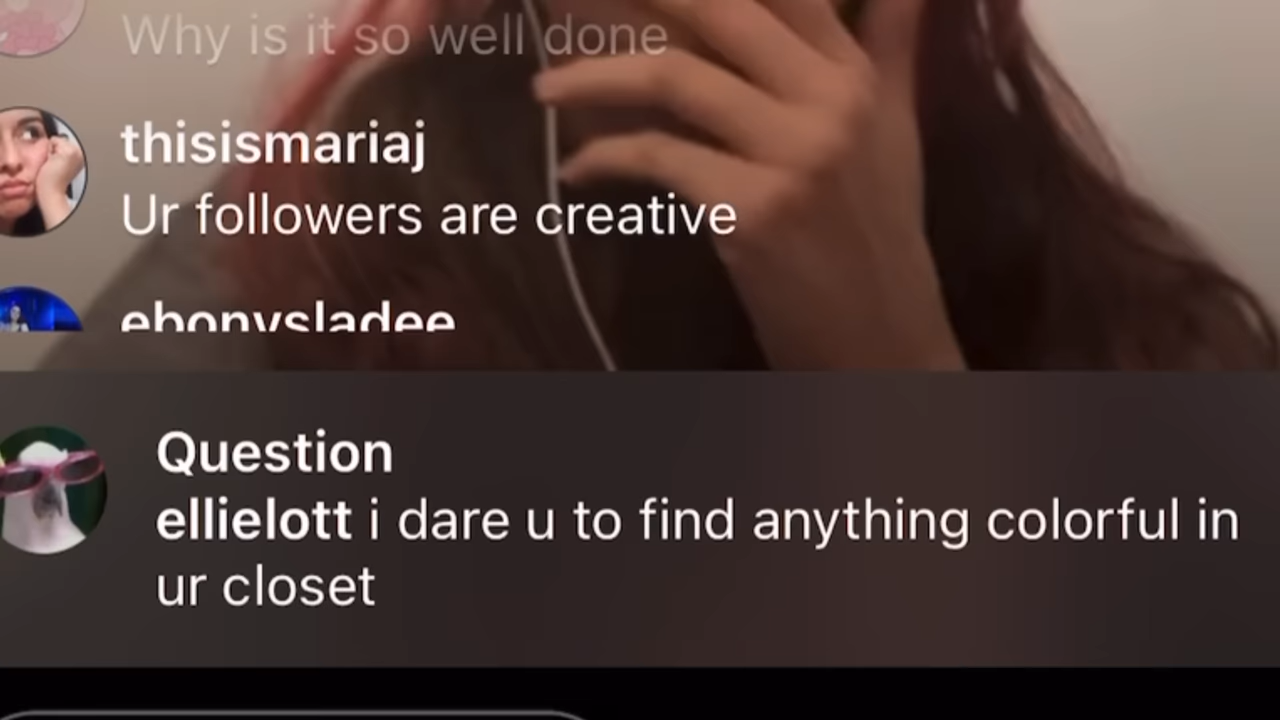 Why is it so well done
thisismariaj
Ur followers are creative
ebonysladee
Question
ellielott i dare u to find anything colorful in
ur closet